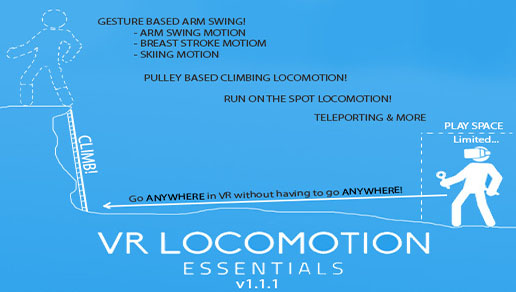 GESTURE BASED ARM SWING!
- ARM SWING MOTION
- BREAST STROKE MOTIOM
- SKIING MOTION
PULLEY BASED CLIMBING LOCOMOTION!
RUN ON THE SPOT LOCOMOTION!
TELEPORTING & MORE
PLAY SPACE
Limited...
CLIMB!
Go ANYWHERE in VR without having to go ANYWHERE!
VR LOCOMOTION
ESSENTIALS
v1.1.1